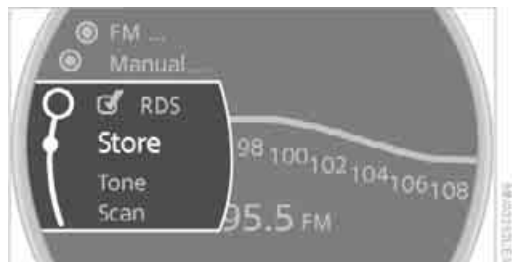 FM ...
Manual ...
RDS
Store
Tone
Scan
98 100 102 104 106 108
95.5 FM